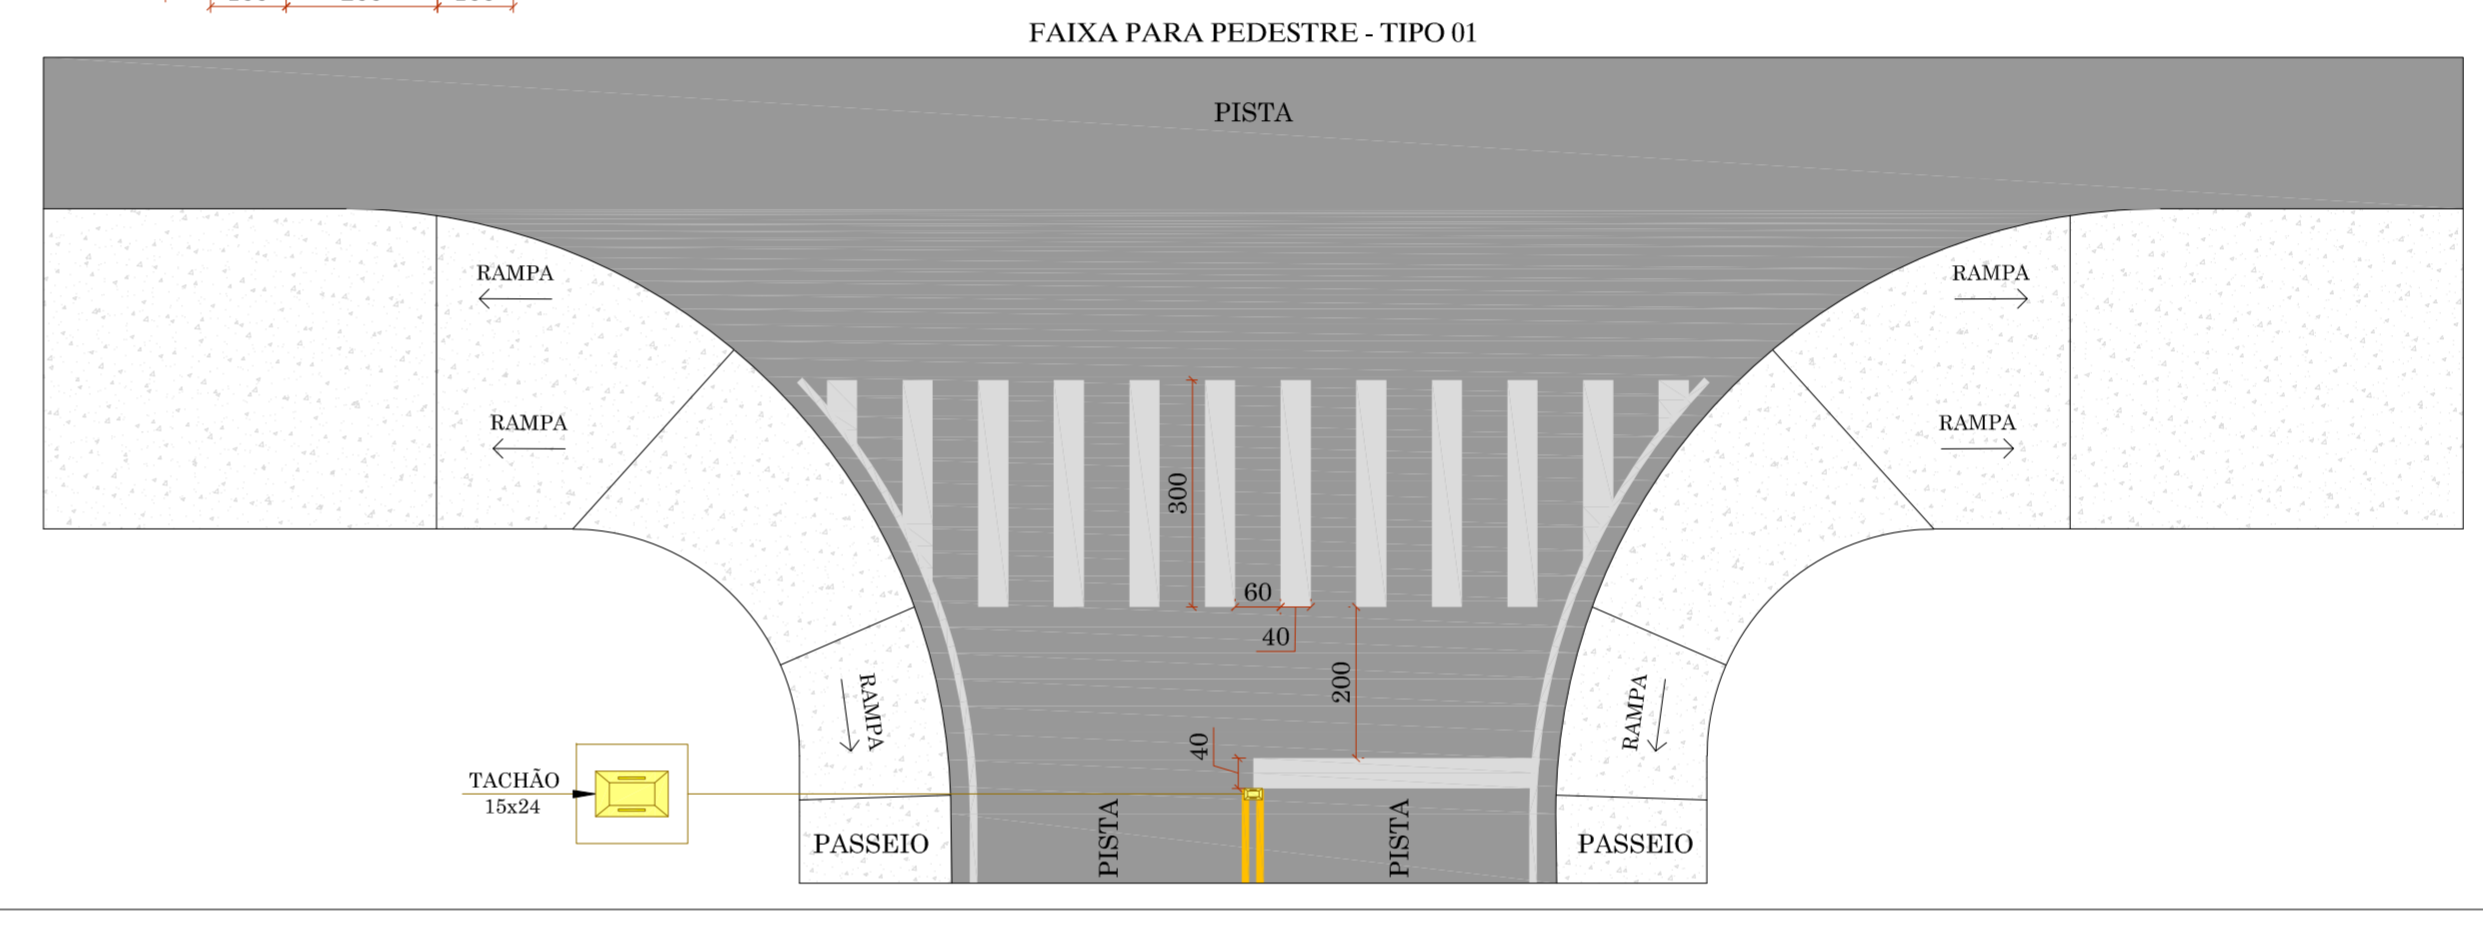 FAIXA PARA PEDESTRE - TIPO 01
PISTA
RAMPA
RAMPA
RAMPA
RAMPA
300
60
40
200
RAMPA
RAMPA
40
TACHÃO
15x24
PASSEIO
PISTA
PISTA
PASSEIO